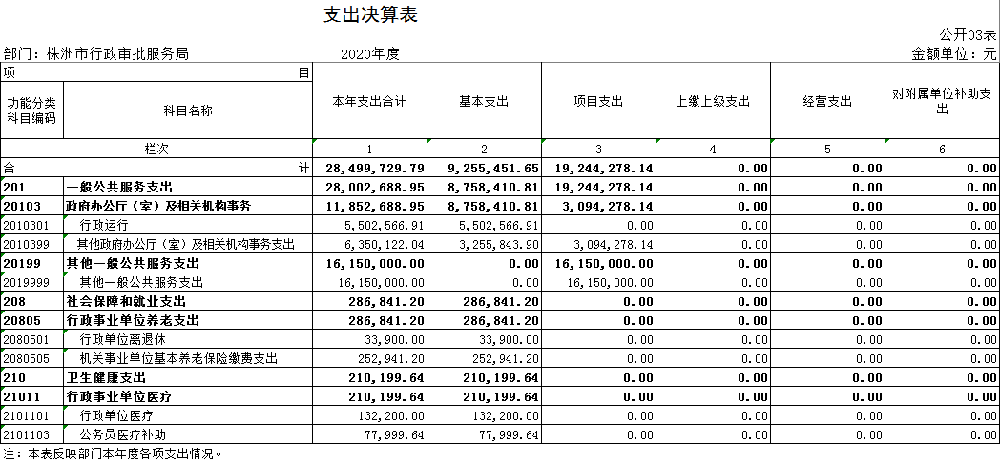 支出决算表
公开03表
部门：株洲市行政审批服务局 2020年度 金额单位：元
项 目 本年支出合计 基本支出 项目支出 上缴上级支出 经营支出 对附属单位补助支出
功能分类科目编码 科目名称
栏次 1 2 3 4 5 6
合 计 28,499,729.79 9,255,451.65 19,244,278.14 0.00 0.00 0.00
201 一般公共服务支出 28,002,688.95 8,758,410.81 19,244,278.14 0.00 0.00 0.00
20103 政府办公厅（室）及相关机构事务 11,852,688.95 8,758,410.81 3,094,278.14 0.00 0.00 0.00
2010301 行政运行 5,502,566.91 5,502,566.91 0.00 0.00 0.00 0.00
2010399 其他政府办公厅（室）及相关机构事务支出 6,350,122.04 3,255,843.90 3,094,278.14 0.00 0.00 0.00
20199 其他一般公共服务支出 16,150,000.00 0.00 16,150,000.00 0.00 0.00 0.00
2019999 其他一般公共服务支出 16,150,000.00 0.00 16,150,000.00 0.00 0.00 0.00
208 社会保障和就业支出 286,841.20 286,841.20 0.00 0.00 0.00 0.00
20805 行政事业单位养老支出 286,841.20 286,841.20 0.00 0.00 0.00 0.00
2080501 行政单位离退休 33,900.00 33,900.00 0.00 0.00 0.00 0.00
2080505 机关事业单位基本养老保险缴费支出 252,941.20 252,941.20 0.00 0.00 0.00 0.00
210 卫生健康支出 210,199.64 210,199.64 0.00 0.00 0.00 0.00
21011 行政事业单位医疗 210,199.64 210,199.64 0.00 0.00 0.00 0.00
2101101 行政单位医疗 132,200.00 132,200.00 0.00 0.00 0.00 0.00
2101103 公务员医疗补助 77,999.64 77,999.64 0.00 0.00 0.00 0.00
注：本表反映部门本年度各项支出情况。